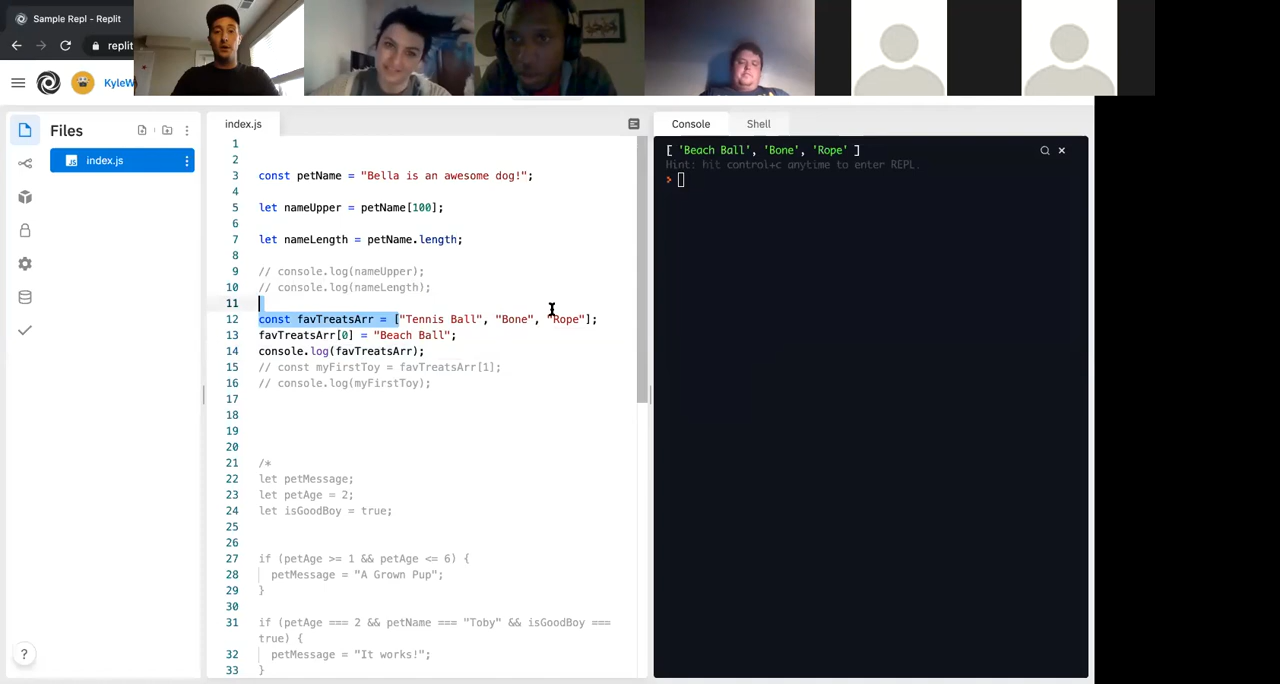 Sample Repl - Replit
replit
KyleW
Files
index.js
index.js
Console
Shell
1
2
3 const petName = "Bella is an awesome dog!";
4
5 let nameUpper = petName[100];
6
7 let nameLength = petName.length;
8
9 // console.log(nameUpper);
10 // console.log(nameLength);
11
12 const favTreatsArr = ["Tennis Ball", "Bone", "Rope"];
13 favTreatsArr[0] = "Beach Ball";
14 console.log(favTreatsArr);
15 // const myFirstToy = favTreatsArr[1];
16 // console.log(myFirstToy);
17
18
19
20
21 /*
22 let petMessage;
23 let petAge = 2;
24 let isGoodBoy = true;
25
26
27 if (petAge >= 1 && petAge <= 6) {
28 petMessage = "A Grown Pup";
29 }
30
31 if (petAge === 2 && petName === "Toby" && isGoodBoy ===
true) {
32 petMessage = "It works!";
33 }
[ 'Beach Ball', 'Bone', 'Rope' ]
Hint: hit control+c anytime to enter REPL.
>
?